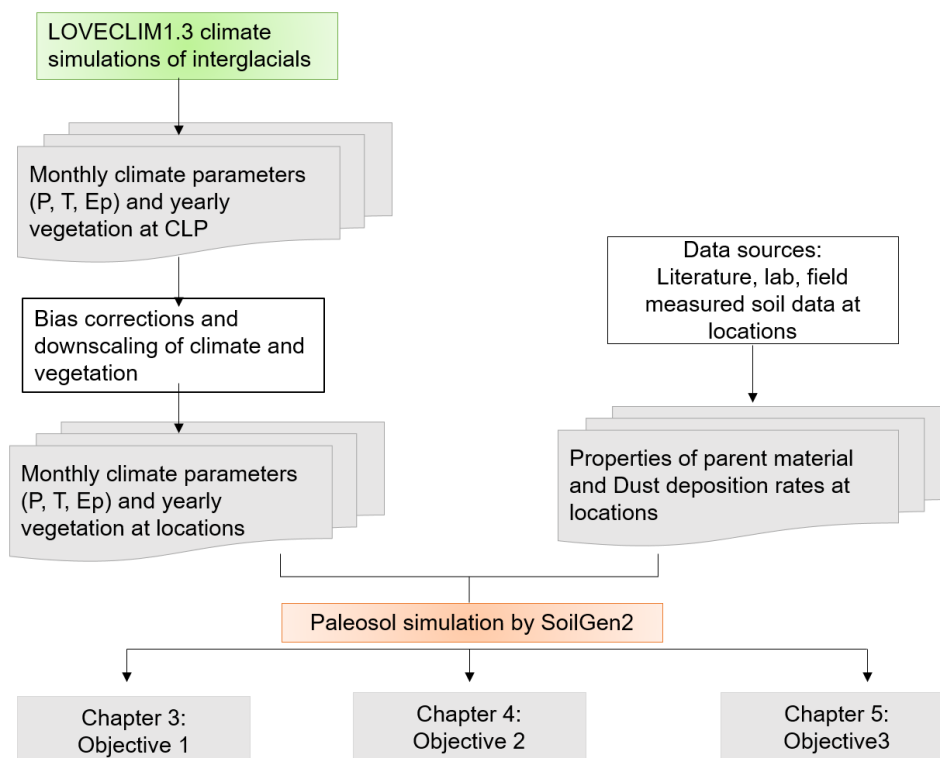 LOVECLIM1.3 climate
simulations of interglacials
Monthly climate parameters
(P, T, Ep) and yearly
vegetation at CLP
Bias corrections and
downscaling of climate and
vegetation
Monthly climate parameters
(P, T, Ep) and yearly
vegetation at locations
Data sources:
Literature, lab, field
measured soil data at
locations
Properties of parent material
and Dust deposition rates at
locations
Paleosol simulation by SoilGen2
Chapter 3:
Objective 1
Chapter 4:
Objective 2
Chapter 5:
Objective3